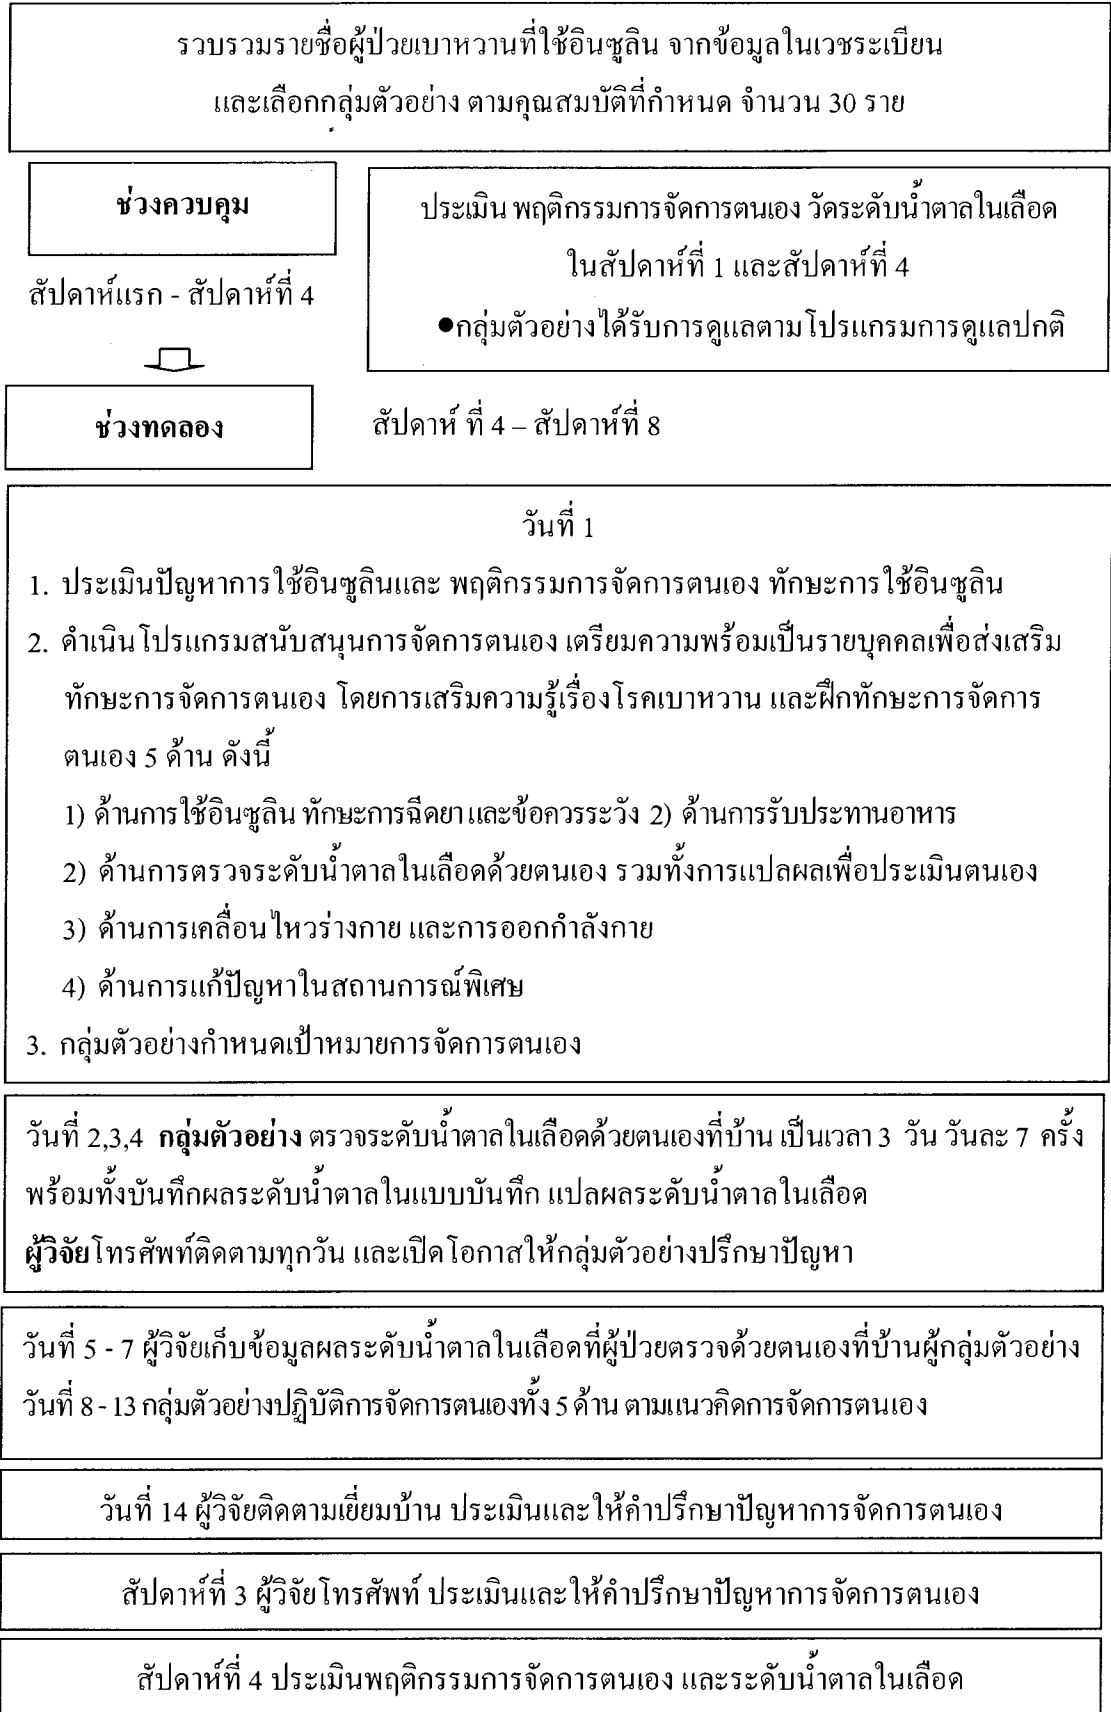 รวบรวมรายชื่อผู้ป่วยเบาหวานที่ใช้อินซูลิน จากข้อมูลในเวชระเบียน
และเลือกกลุ่มตัวอย่าง ตามคุณสมบัติที่กำหนด จำนวน 30 ราย
ช่วงควบคุม
สัปดาห์แรก - สัปดาห์ที่ 4
ประเมิน พฤติกรรมการจัดการตนเอง วัดระดับน้ำตาลในเลือด
ในสัปดาห์ที่ 1 และสัปดาห์ที่ 4
●กลุ่มตัวอย่างได้รับการดูแลตามโปรแกรมการดูแลปกติ
ช่วงทดลอง
สัปดาห์ ที่ 4 – สัปดาห์ที่ 8
วันที่ 1
1. ประเมินปัญหาการใช้อินซูลินและ พฤติกรรมการจัดการตนเอง ทักษะการใช้อินซูลิน
2. ดำเนินโปรแกรมสนับสนุนการจัดการตนเอง เตรียมความพร้อมเป็นรายบุคคลเพื่อส่งเสริม
ทักษะการจัดการตนเอง โดยการเสริมความรู้เรื่องโรคเบาหวาน และฝึกทักษะการจัดการ
ตนเอง 5 ด้าน ดังนี้
1) ด้านการใช้อินซูลิน ทักษะการฉีดยาและข้อควรระวัง 2) ด้านการรับประทานอาหาร
2) ด้านการตรวจระดับน้ำตาลในเลือดด้วยตนเอง รวมทั้งการแปลผลเพื่อประเมินตนเอง
3) ด้านการเคลื่อนไหวร่างกาย และการออกกำลังกาย
4) ด้านการแก้ปัญหาในสถานการณ์พิเศษ
3. กลุ่มตัวอย่างกำหนดเป้าหมายการจัดการตนเอง
วันที่ 2,3,4 กลุ่มตัวอย่าง ตรวจระดับน้ำตาลในเลือดด้วยตนเองที่บ้าน เป็นเวลา 3 วัน วันละ 7 ครั้ง
พร้อมทั้งบันทึกผลระดับน้ำตาลในแบบบันทึก แปลผลระดับน้ำตาลในเลือด
ผู้วิจัยโทรศัพท์ติดตามทุกวัน และเปิดโอกาสให้กลุ่มตัวอย่างปรึกษาปัญหา
วันที่ 5 - 7 ผู้วิจัยเก็บข้อมูลผลระดับน้ำตาลในเลือดที่ผู้ป่วยตรวจด้วยตนเองที่บ้านผู้กลุ่มตัวอย่าง
วันที่ 8 - 13 กลุ่มตัวอย่างปฏิบัติการจัดการตนเองทั้ง 5 ด้าน ตามแนวคิดการจัดการตนเอง
วันที่ 14 ผู้วิจัยติดตามเยี่ยมบ้าน ประเมินและให้คำปรึกษาปัญหาการจัดการตนเอง
สัปดาห์ที่ 3 ผู้วิจัยโทรศัพท์ ประเมินและให้คำปรึกษาปัญหาการจัดการตนเอง
สัปดาห์ที่ 4 ประเมินพฤติกรรมการจัดการตนเอง และระดับน้ำตาลในเลือด